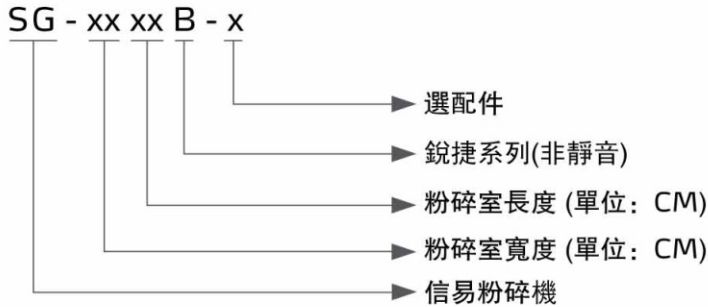 SG - xx xx B - x
選配件
銳捷系列(非靜音)
粉碎室長度 (單位：CM)
粉碎室寬度 (單位：CM)
信易粉碎機